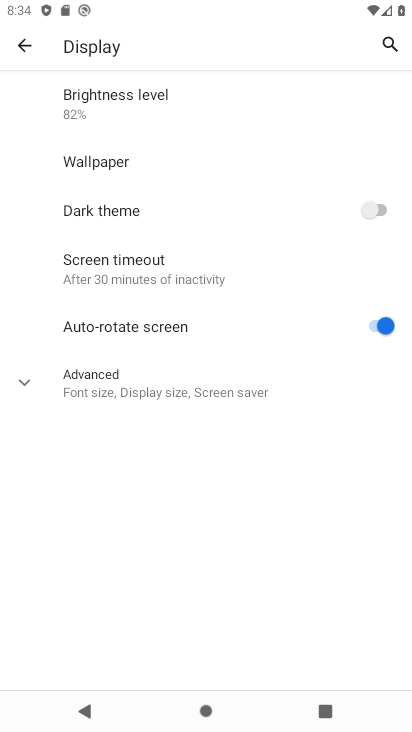 8:34
Display
Brightness level
82%
Wallpaper
Dark theme
Screen timeout
After 30 minutes of inactivity
Auto-rotate screen
Advanced
Font size, Display size, Screen saver